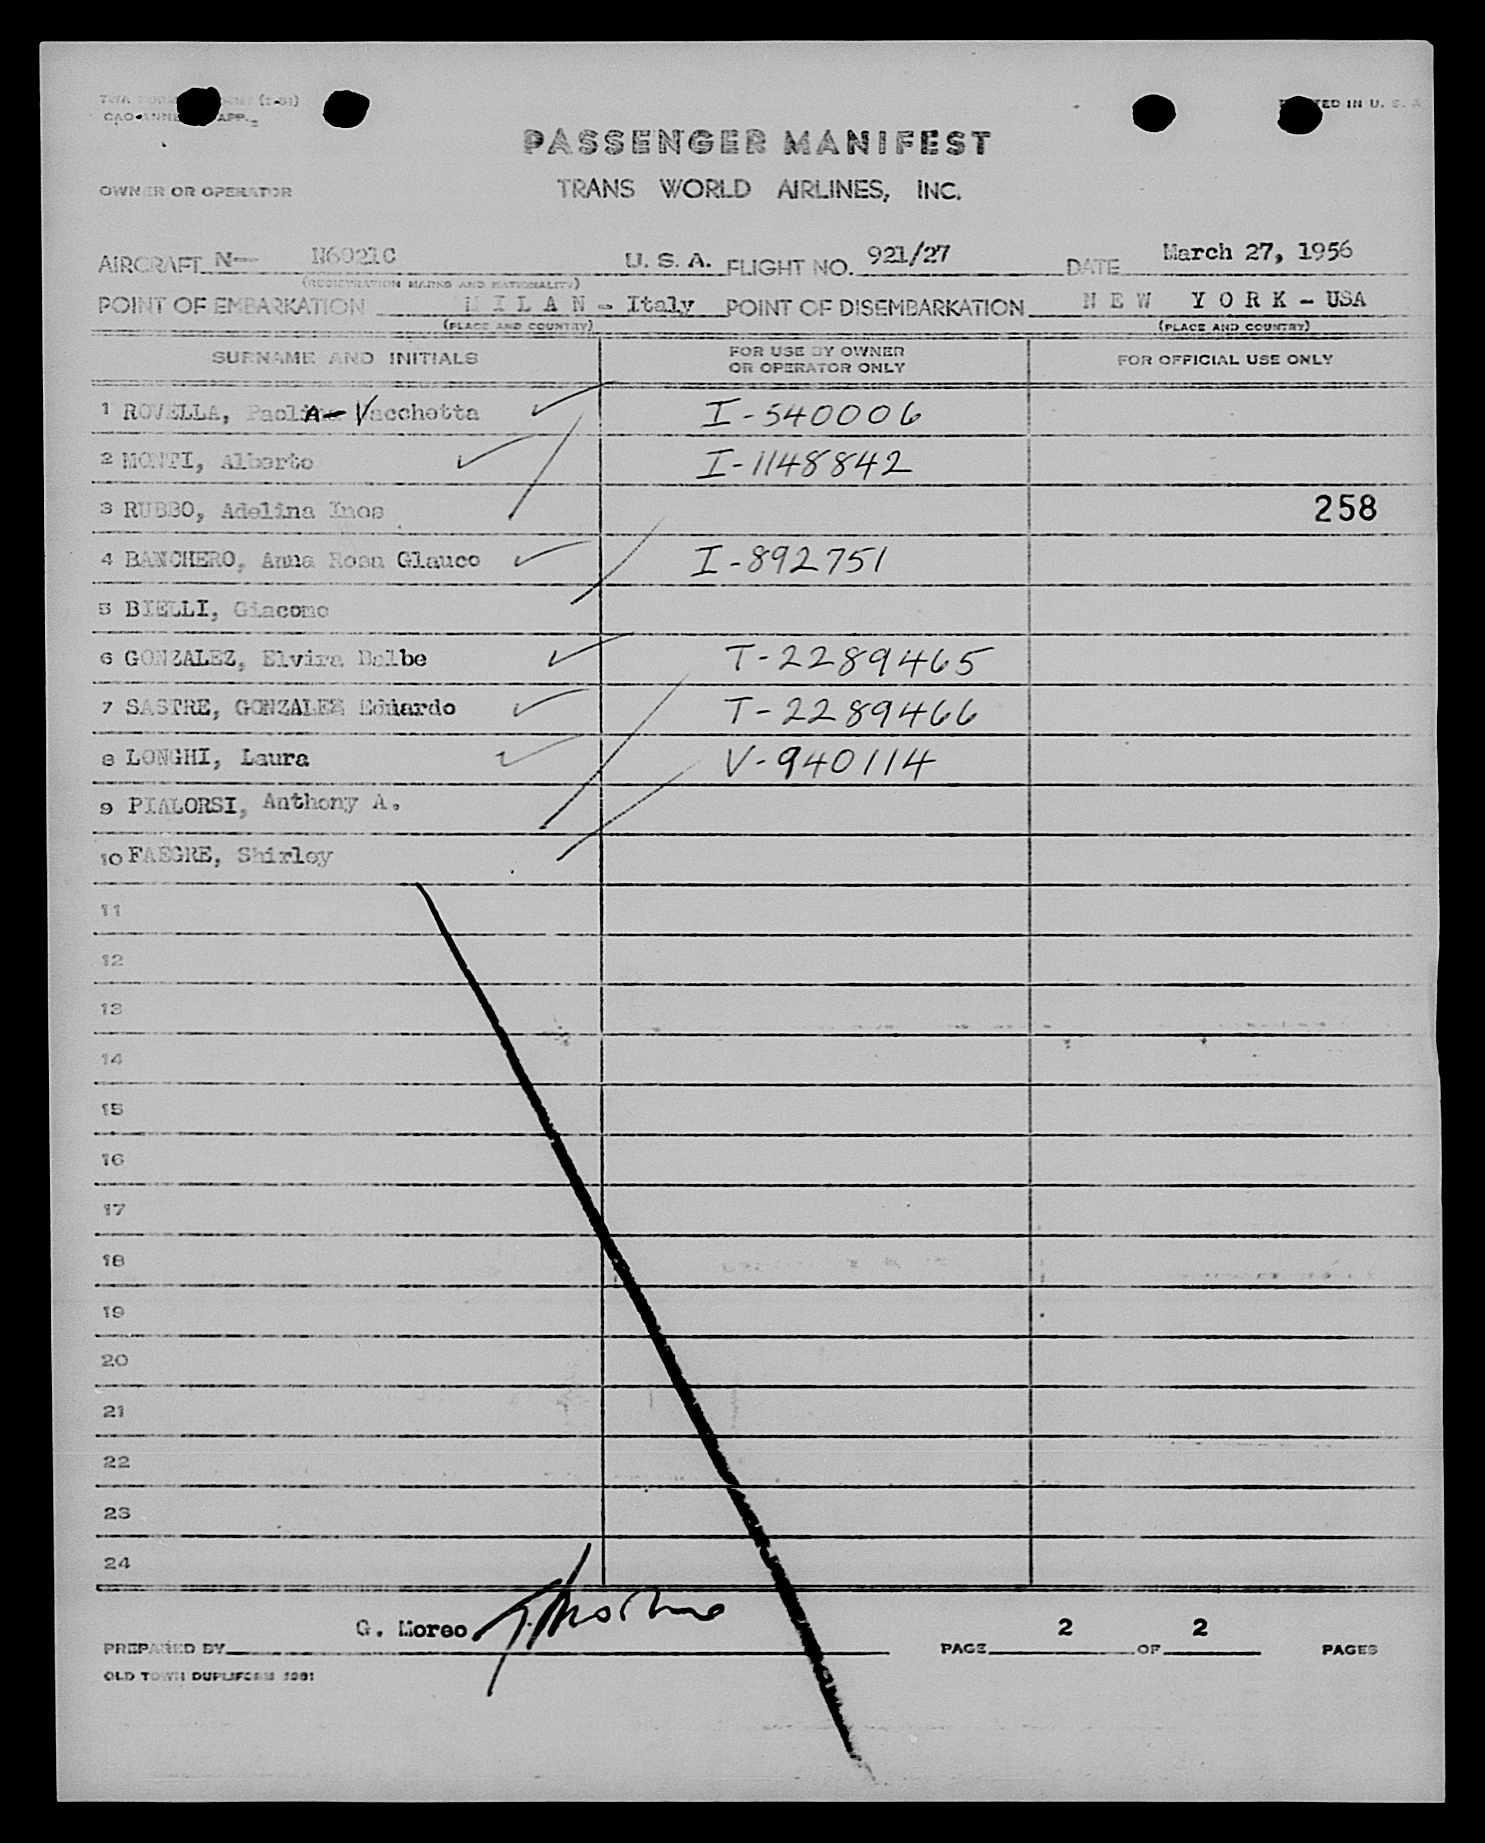 PRINTED IN U. S. A.
PASSENGER MANIFEST
OWNER OR OPERATOR TRANS WORLD AIRLINES, INC.
AIRCRAFT N— N6921C U. S. A. FLIGHT NO. 921/27 DATE March 27, 1956
(REGISTRATION MARKS AND NATIONALITY)
POINT OF EMBARKATION M I L A N - Italy POINT OF DISEMBARKATION N E W Y O R K - USA
(PLACE AND COUNTRY) (PLACE AND COUNTRY)
SURNAME AND INITIALS FOR USE BY OWNER OR OPERATOR ONLY FOR OFFICIAL USE ONLY
1 ROVELLA, Paolina Vacchetta I-540006
2 MONTI, Alberto I-1148842
3 RUBBO, Adelina Inos 258
4 BANCHERO, Anna Rosa Glauco I-892751
5 BIELLI, Giacomo
6 GONZALEZ, Elvira Balbe T-2289465
7 SASTRE, GONZALEZ Eduardo T-2289466
8 LONGHI, Laura V-940114
9 PIALORSI, Anthony A.
10 FAEGRE, Shirley
11
12
13
14
15
16
17
18
19
20
21
22
23
24
PREPARED BY G. Moreo PAGE 2 OF 2 PAGES
OLD TOWN DUPLIFORM 1981